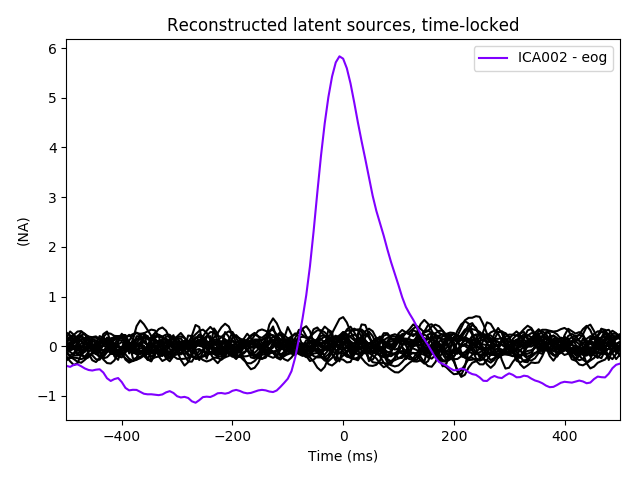 Reconstructed latent sources, time-locked
ICA002 - eog
6
5
4
3
2
1
0
−1
(NA)
−400 −200 0 200 400
Time (ms)